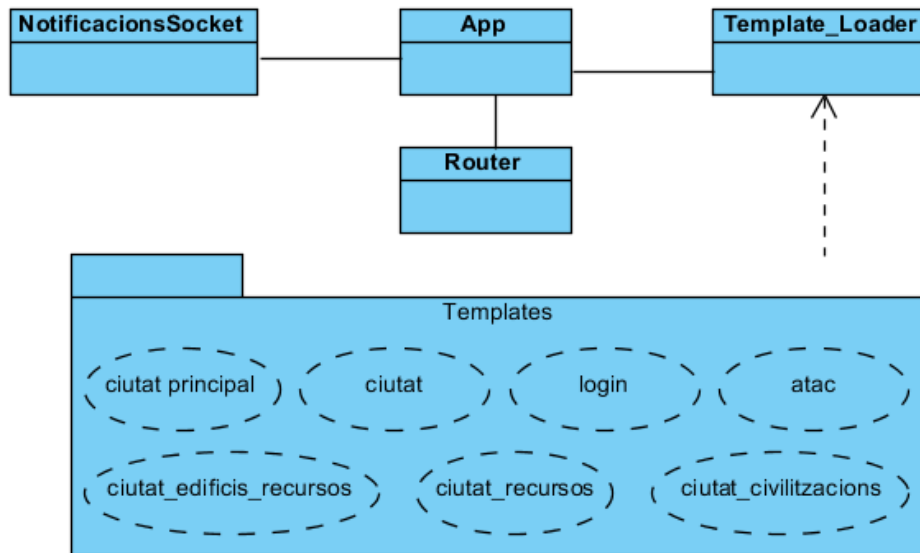 NotificacionsSocket
App
Template_Loader
Router
Templates
ciutat principal
ciutat
login
atac
ciutat_edificis_recursos
ciutat_recursos
ciutat_civilitzacions